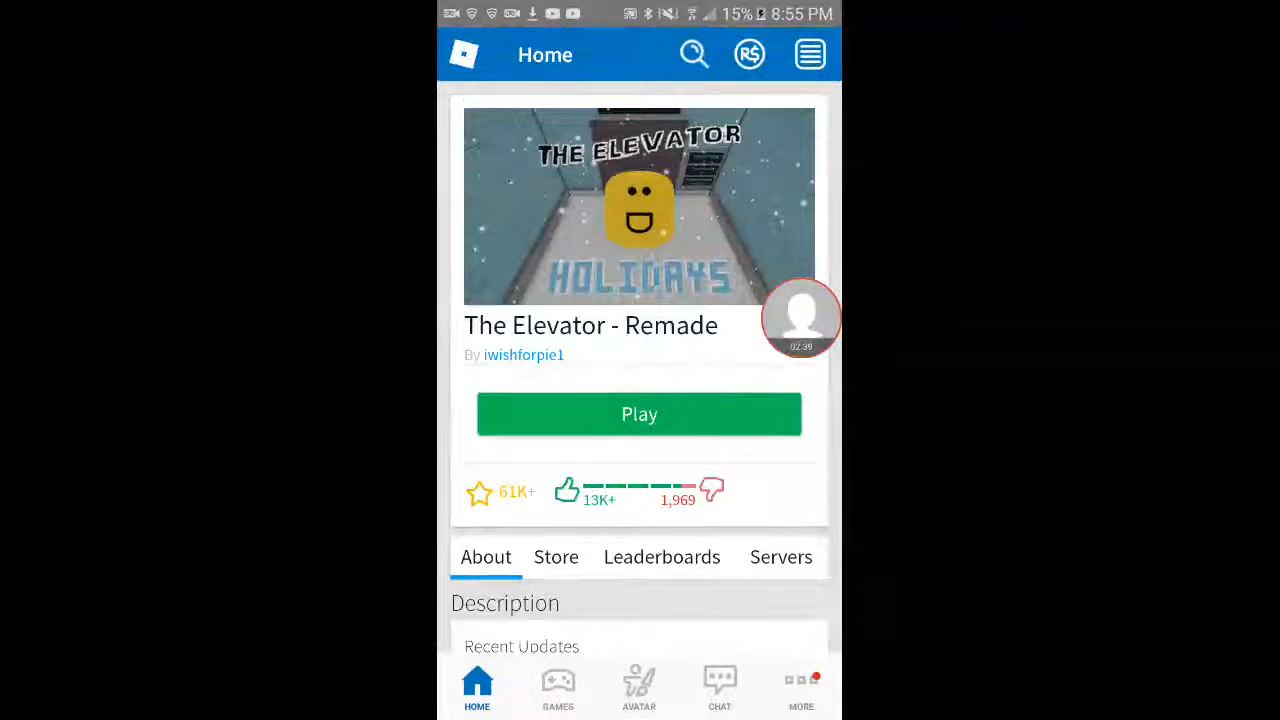 15% 8:55 PM
Home
R$
THE ELEVATOR
HOLIDAYS
The Elevator - Remade
By iwishforpie1
02:39
Play
61K+
13K+
1,969
About Store Leaderboards Servers
Description
Recent Updates
HOME GAMES AVATAR CHAT MORE